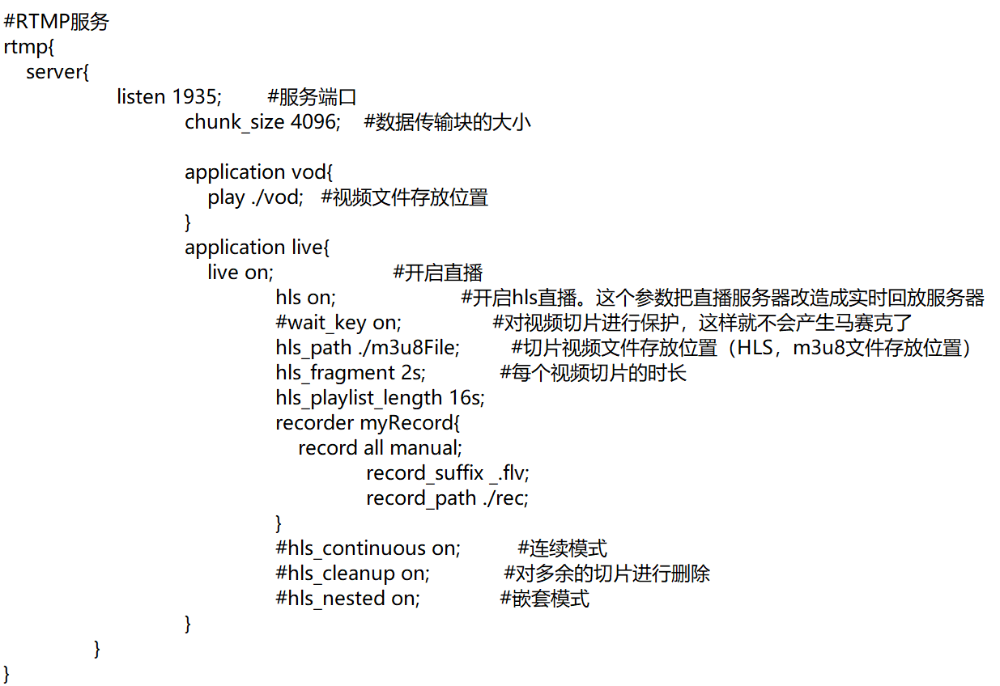 #RTMP服务
rtmp{
server{
listen 1935; #服务端口
chunk_size 4096; #数据传输块的大小
application vod{
play ./vod; #视频文件存放位置
}
application live{
live on; #开启直播
hls on; #开启hls直播。这个参数把直播服务器改造成实时回放服务器
#wait_key on; #对视频切片进行保护，这样就不会产生马赛克了
hls_path ./m3u8File; #切片视频文件存放位置（HLS，m3u8文件存放位置）
hls_fragment 2s; #每个视频切片的时长
hls_playlist_length 16s;
recorder myRecord{
record all manual;
record_suffix _.flv;
record_path ./rec;
}
#hls_continuous on; #连续模式
#hls_cleanup on; #对多余的切片进行删除
#hls_nested on; #嵌套模式
}
}
}